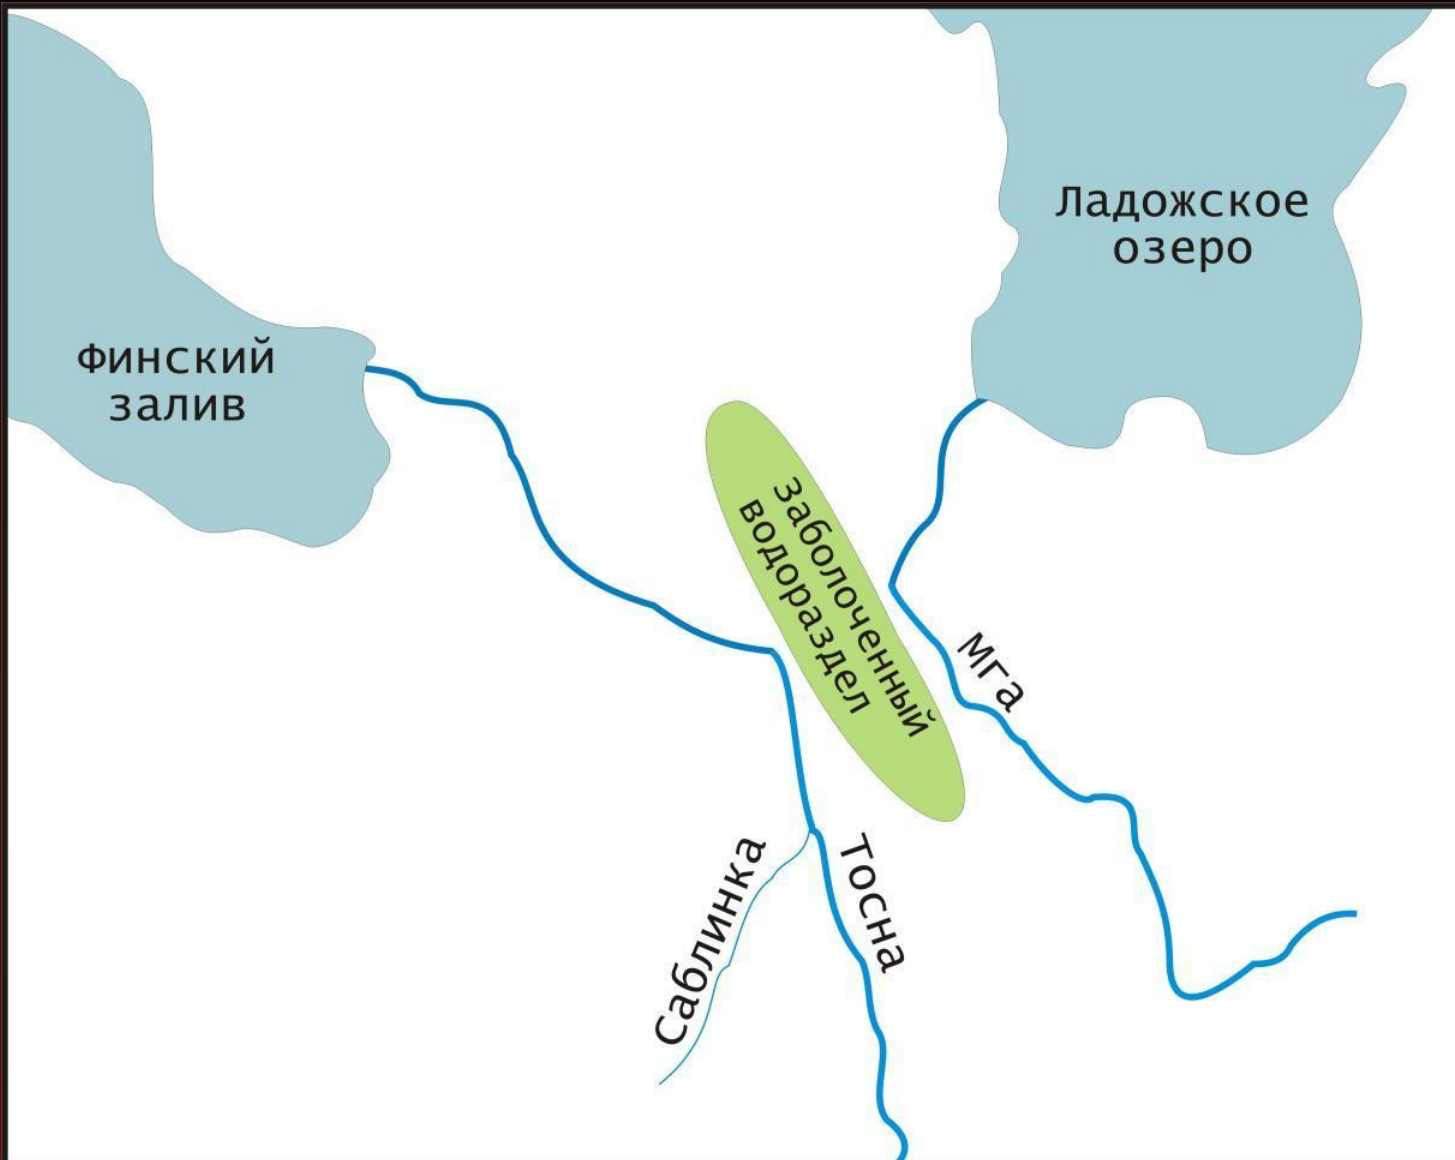 Ладожское
озеро
Финский
залив
Заболоченный
водораздел
Мга
Саблинка
Тосна